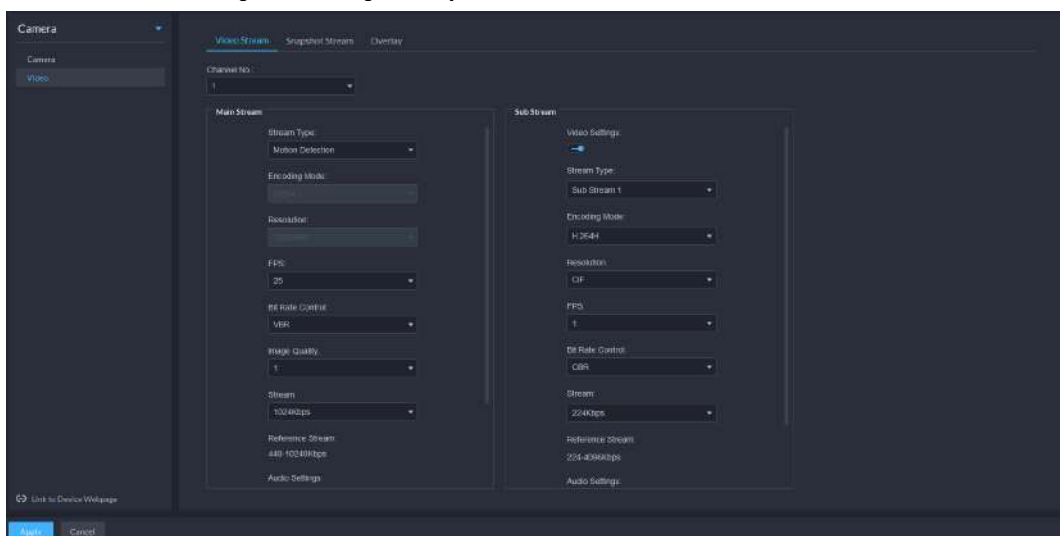 Camera
Camera
Video
Link to Device Webpage
Video Stream Snapshot Stream Overlay
Channel No.:
1
Main Stream
Stream Type:
Motion Detection
Encoding Mode:
Resolution:
FPS:
25
Bit Rate Control:
VBR
Image Quality:
1
Stream:
1024Kbps
Reference Stream:
448-10240Kbps
Audio Settings:
Sub Stream
Video Settings:
Stream Type:
Sub Stream 1
Encoding Mode:
H.264H
Resolution:
CIF
FPS:
1
Bit Rate Control:
CBR
Stream:
224Kbps
Reference Stream:
224-4096Kbps
Audio Settings:
Apply Cancel